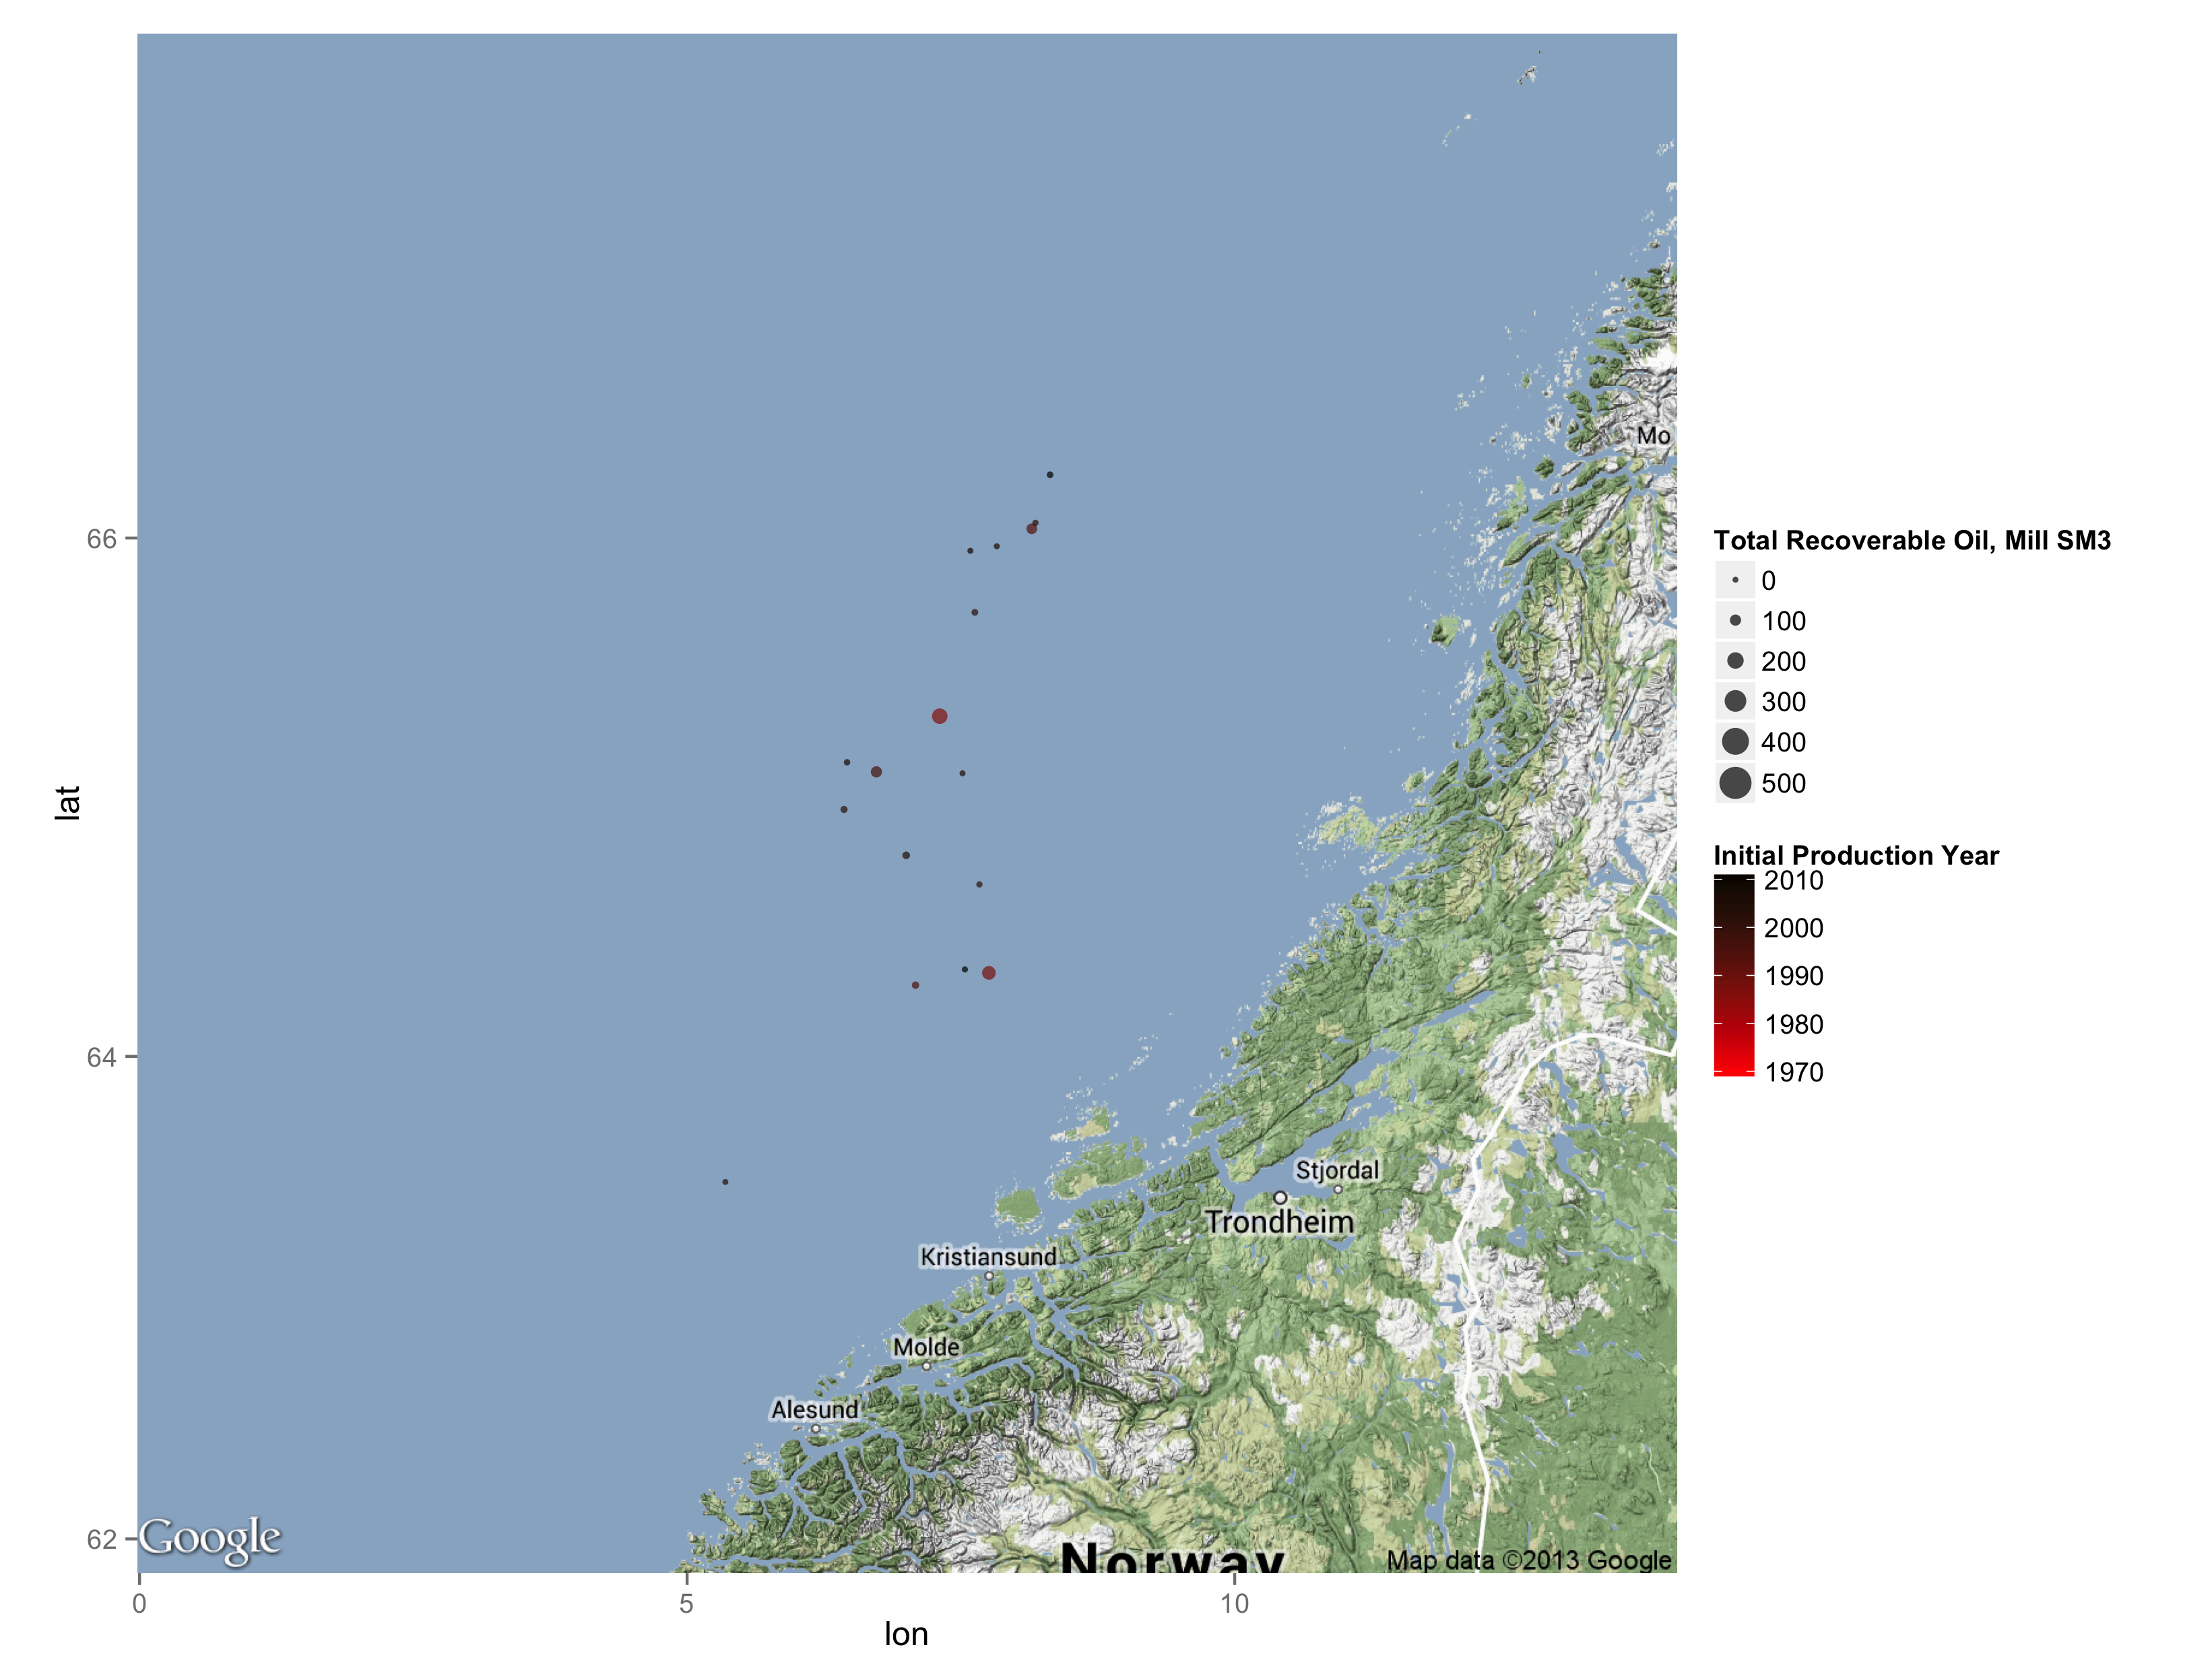 Mo
66
64
62
lat
Stjordal
Trondheim
Kristiansund
Molde
Alesund
Google
Norway
Map data ©2013 Google
0
5
10
lon
Total Recoverable Oil, Mill SM3
0
100
200
300
400
500
Initial Production Year
2010
2000
1990
1980
1970